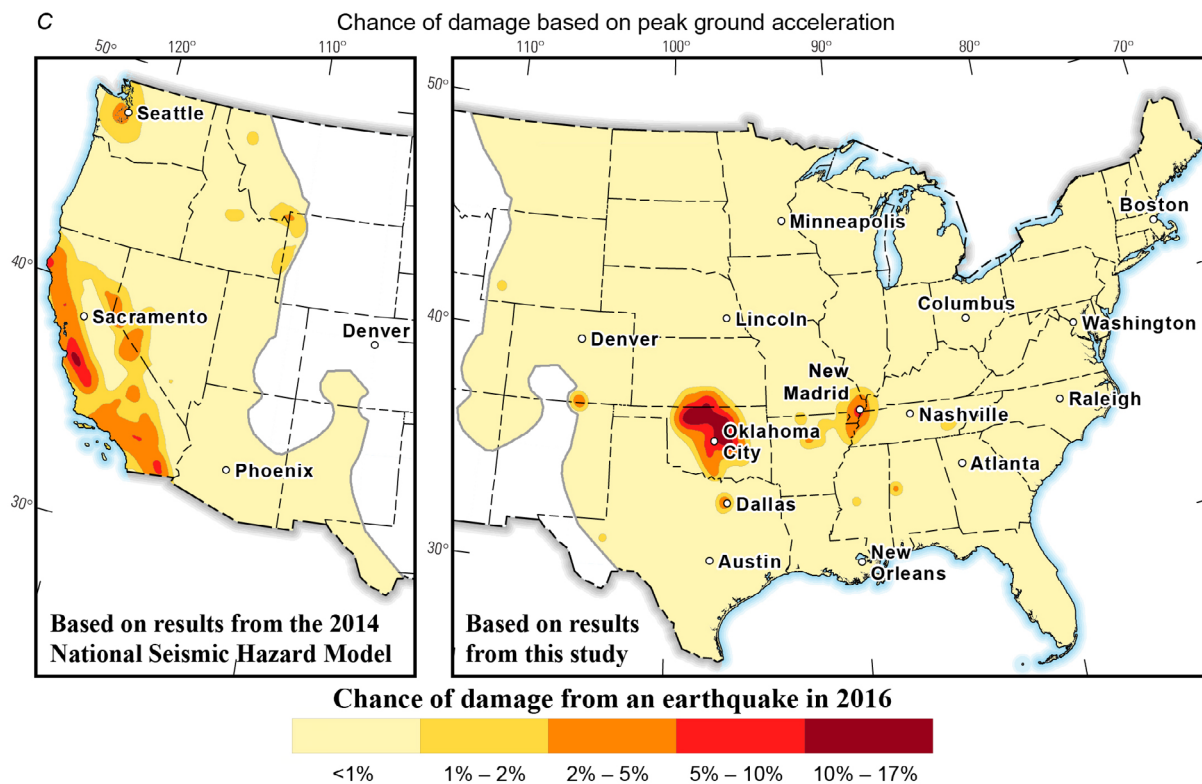 C
Chance of damage based on peak ground acceleration
50° 120° 110°
110° 100° 90° 80° 70°
50°
40°
30°
40°
30°
Seattle
Sacramento
Denver
Phoenix
Based on results from the 2014
National Seismic Hazard Model
Minneapolis
Boston
Columbus
Lincoln
Washington
Denver
New
Madrid
Raleigh
Nashville
Oklahoma
City
Atlanta
Dallas
Austin
New
Orleans
Based on results
from this study
Chance of damage from an earthquake in 2016
<1% 1% – 2% 2% – 5% 5% – 10% 10% – 17%